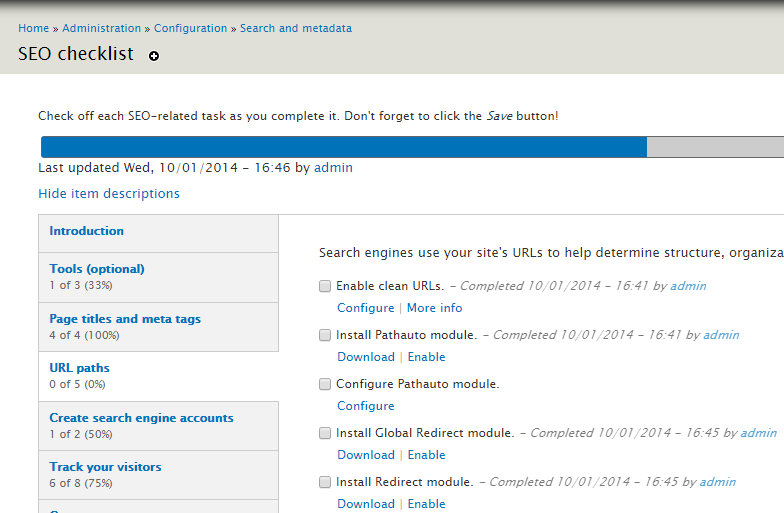 Home » Administration » Configuration » Search and metadata
SEO checklist
Check off each SEO-related task as you complete it. Don't forget to click the Save button!
Last updated Wed, 10/01/2014 - 16:46 by admin
Hide item descriptions
Introduction
Tools (optional)
1 of 3 (33%)
Page titles and meta tags
4 of 4 (100%)
URL paths
0 of 5 (0%)
Create search engine accounts
1 of 2 (50%)
Track your visitors
6 of 8 (75%)
Search engines use your site's URLs to help determine structure, organiza
Enable clean URLs. – Completed 10/01/2014 – 16:41 by admin
Configure | More info
Install Pathauto module. – Completed 10/01/2014 – 16:41 by admin
Download | Enable
Configure Pathauto module.
Configure
Install Global Redirect module. – Completed 10/01/2014 – 16:45 by admin
Download | Enable
Install Redirect module. – Completed 10/01/2014 – 16:45 by admin
Download | Enable